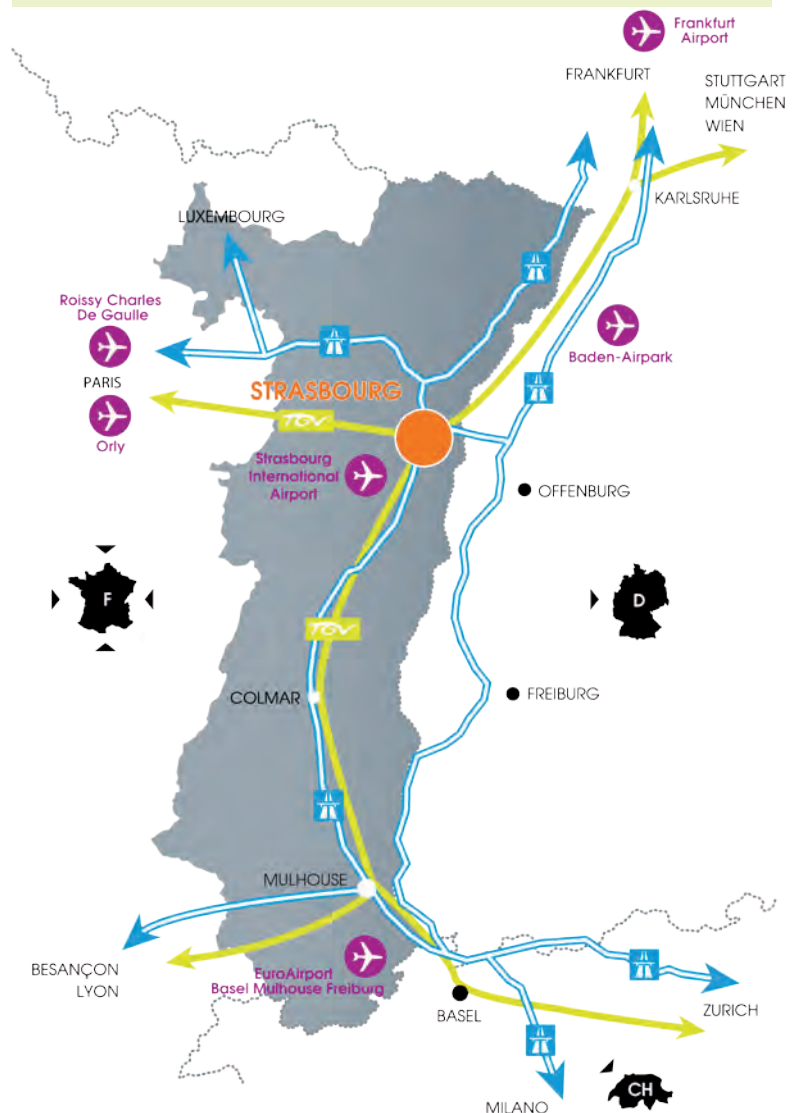 Frankfurt
Airport
FRANKFURT
STUTTGART
MÜNCHEN
WIEN
KARLSRUHE
LUXEMBOURG
Roissy Charles
De Gaulle
Baden-Airpark
PARIS
STRASBOURG
TGV
Orly
Strasbourg
International
Airport
OFFENBURG
F
D
TGV
COLMAR
FREIBURG
MULHOUSE
BESANÇON
LYON
EuroAirport
Basel Mulhouse Freiburg
BASEL
ZURICH
CH
MILANO